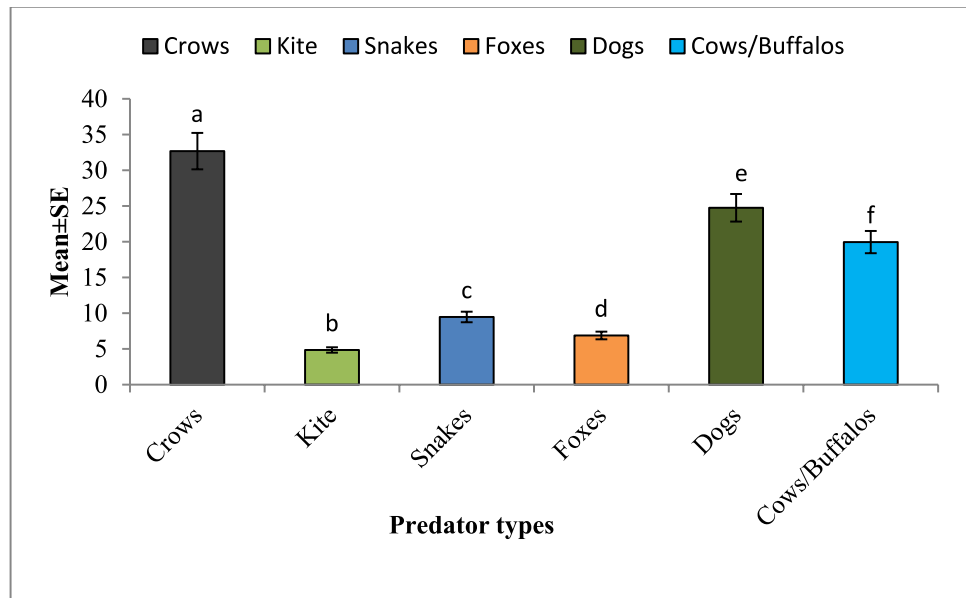 Crows Kite Snakes Foxes Dogs Cows/Buffalos
40
35
30
25
20
15
10
5
0
Mean±SE
a
b
c
d
e
f
Crows
Kite
Snakes
Foxes
Dogs
Cows/Buffalos
Predator types